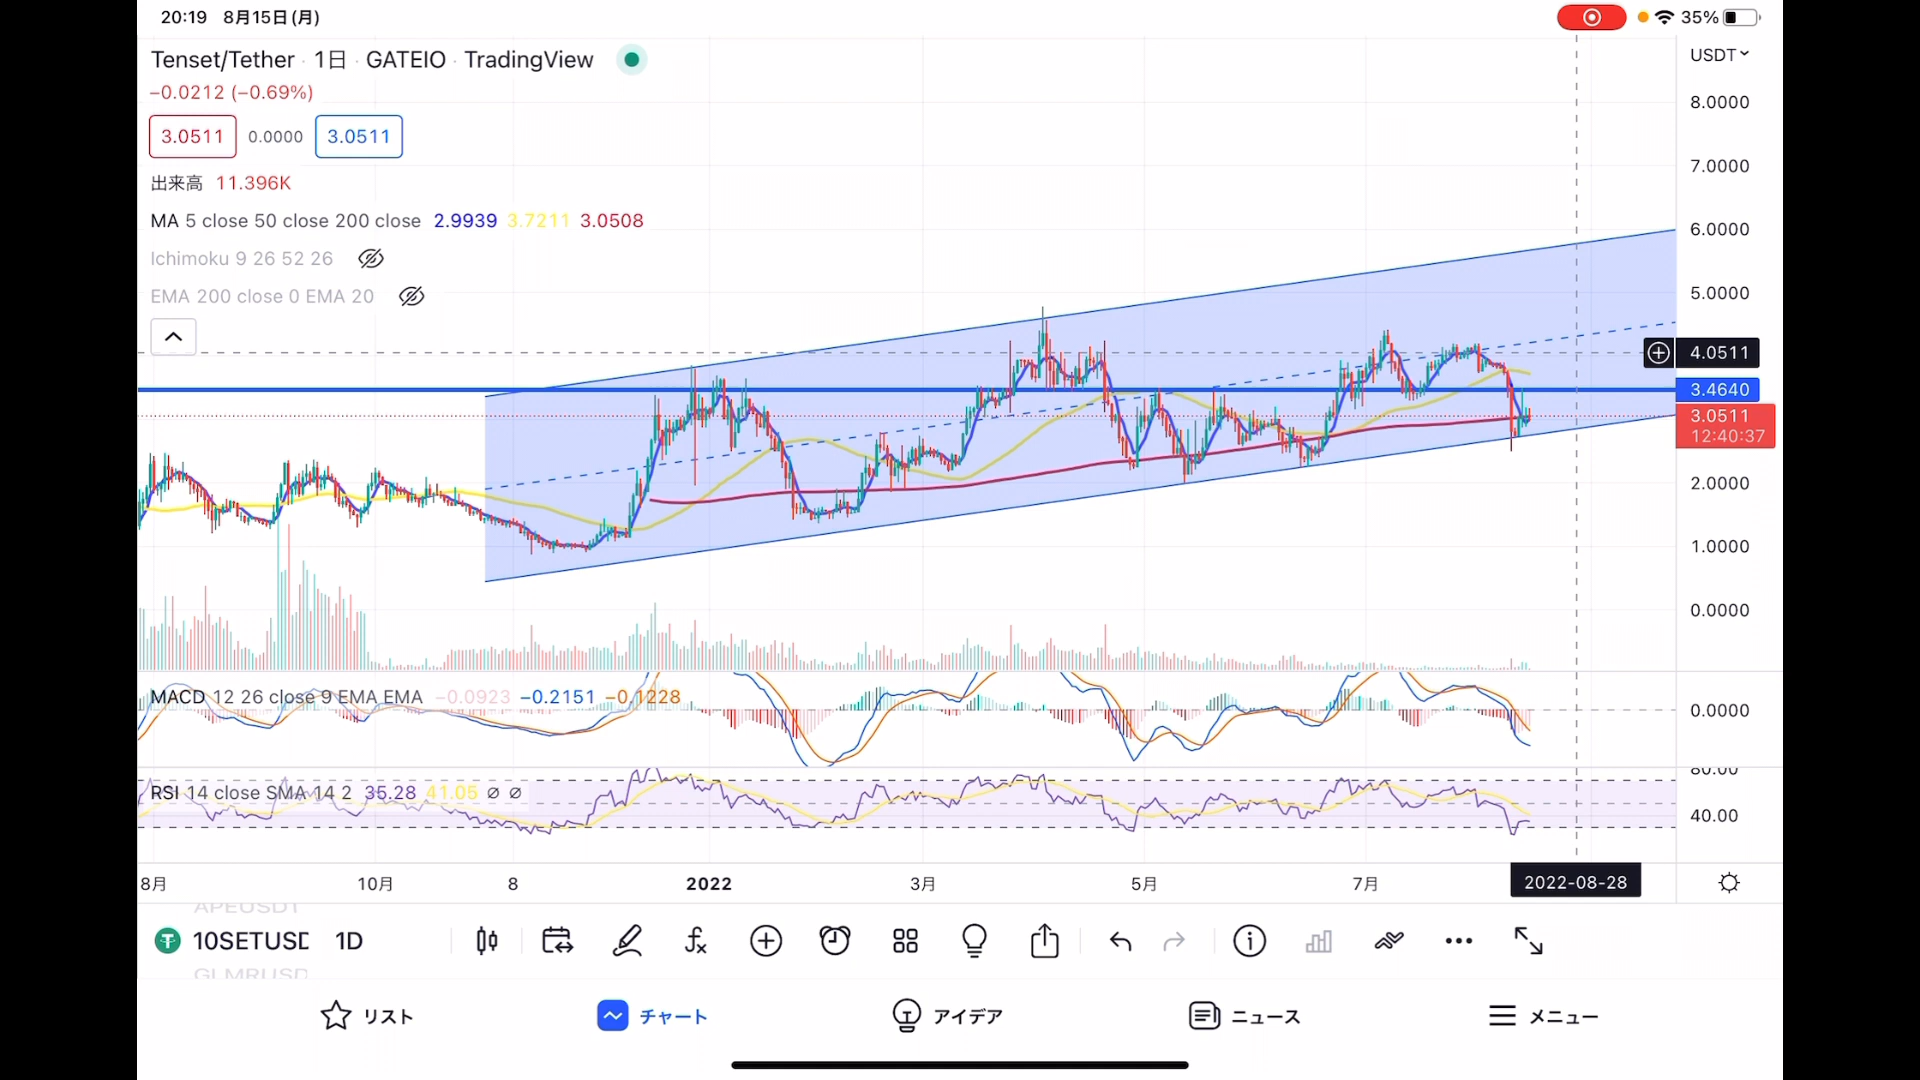 20:19 8月15日(月)
35%
Tenset/Tether · 1日 · GATEIO · TradingView
USDT
−0.0212 (−0.69%)
3.0511 0.0000 3.0511
出来高 11.396K
MA 5 close 50 close 200 close 2.9939 3.7211 3.0508
Ichimoku 9 26 52 26
EMA 200 close 0 EMA 20
8.0000
7.0000
6.0000
5.0000
4.0511
3.4640
3.0511
12:40:37
2.0000
1.0000
0.0000
MACD 12 26 close 9 EMA EMA −0.0923 −0.2151 −0.1228
0.0000
RSI 14 close SMA 14 2 35.28 41.05 ∅ ∅
80.00
40.00
8月 10月 8 2022 3月 5月 7月 2022-08-28
APEUSDT
10SETUSD 1D
GLMRUSD
リスト チャート アイデア ニュース メニュー